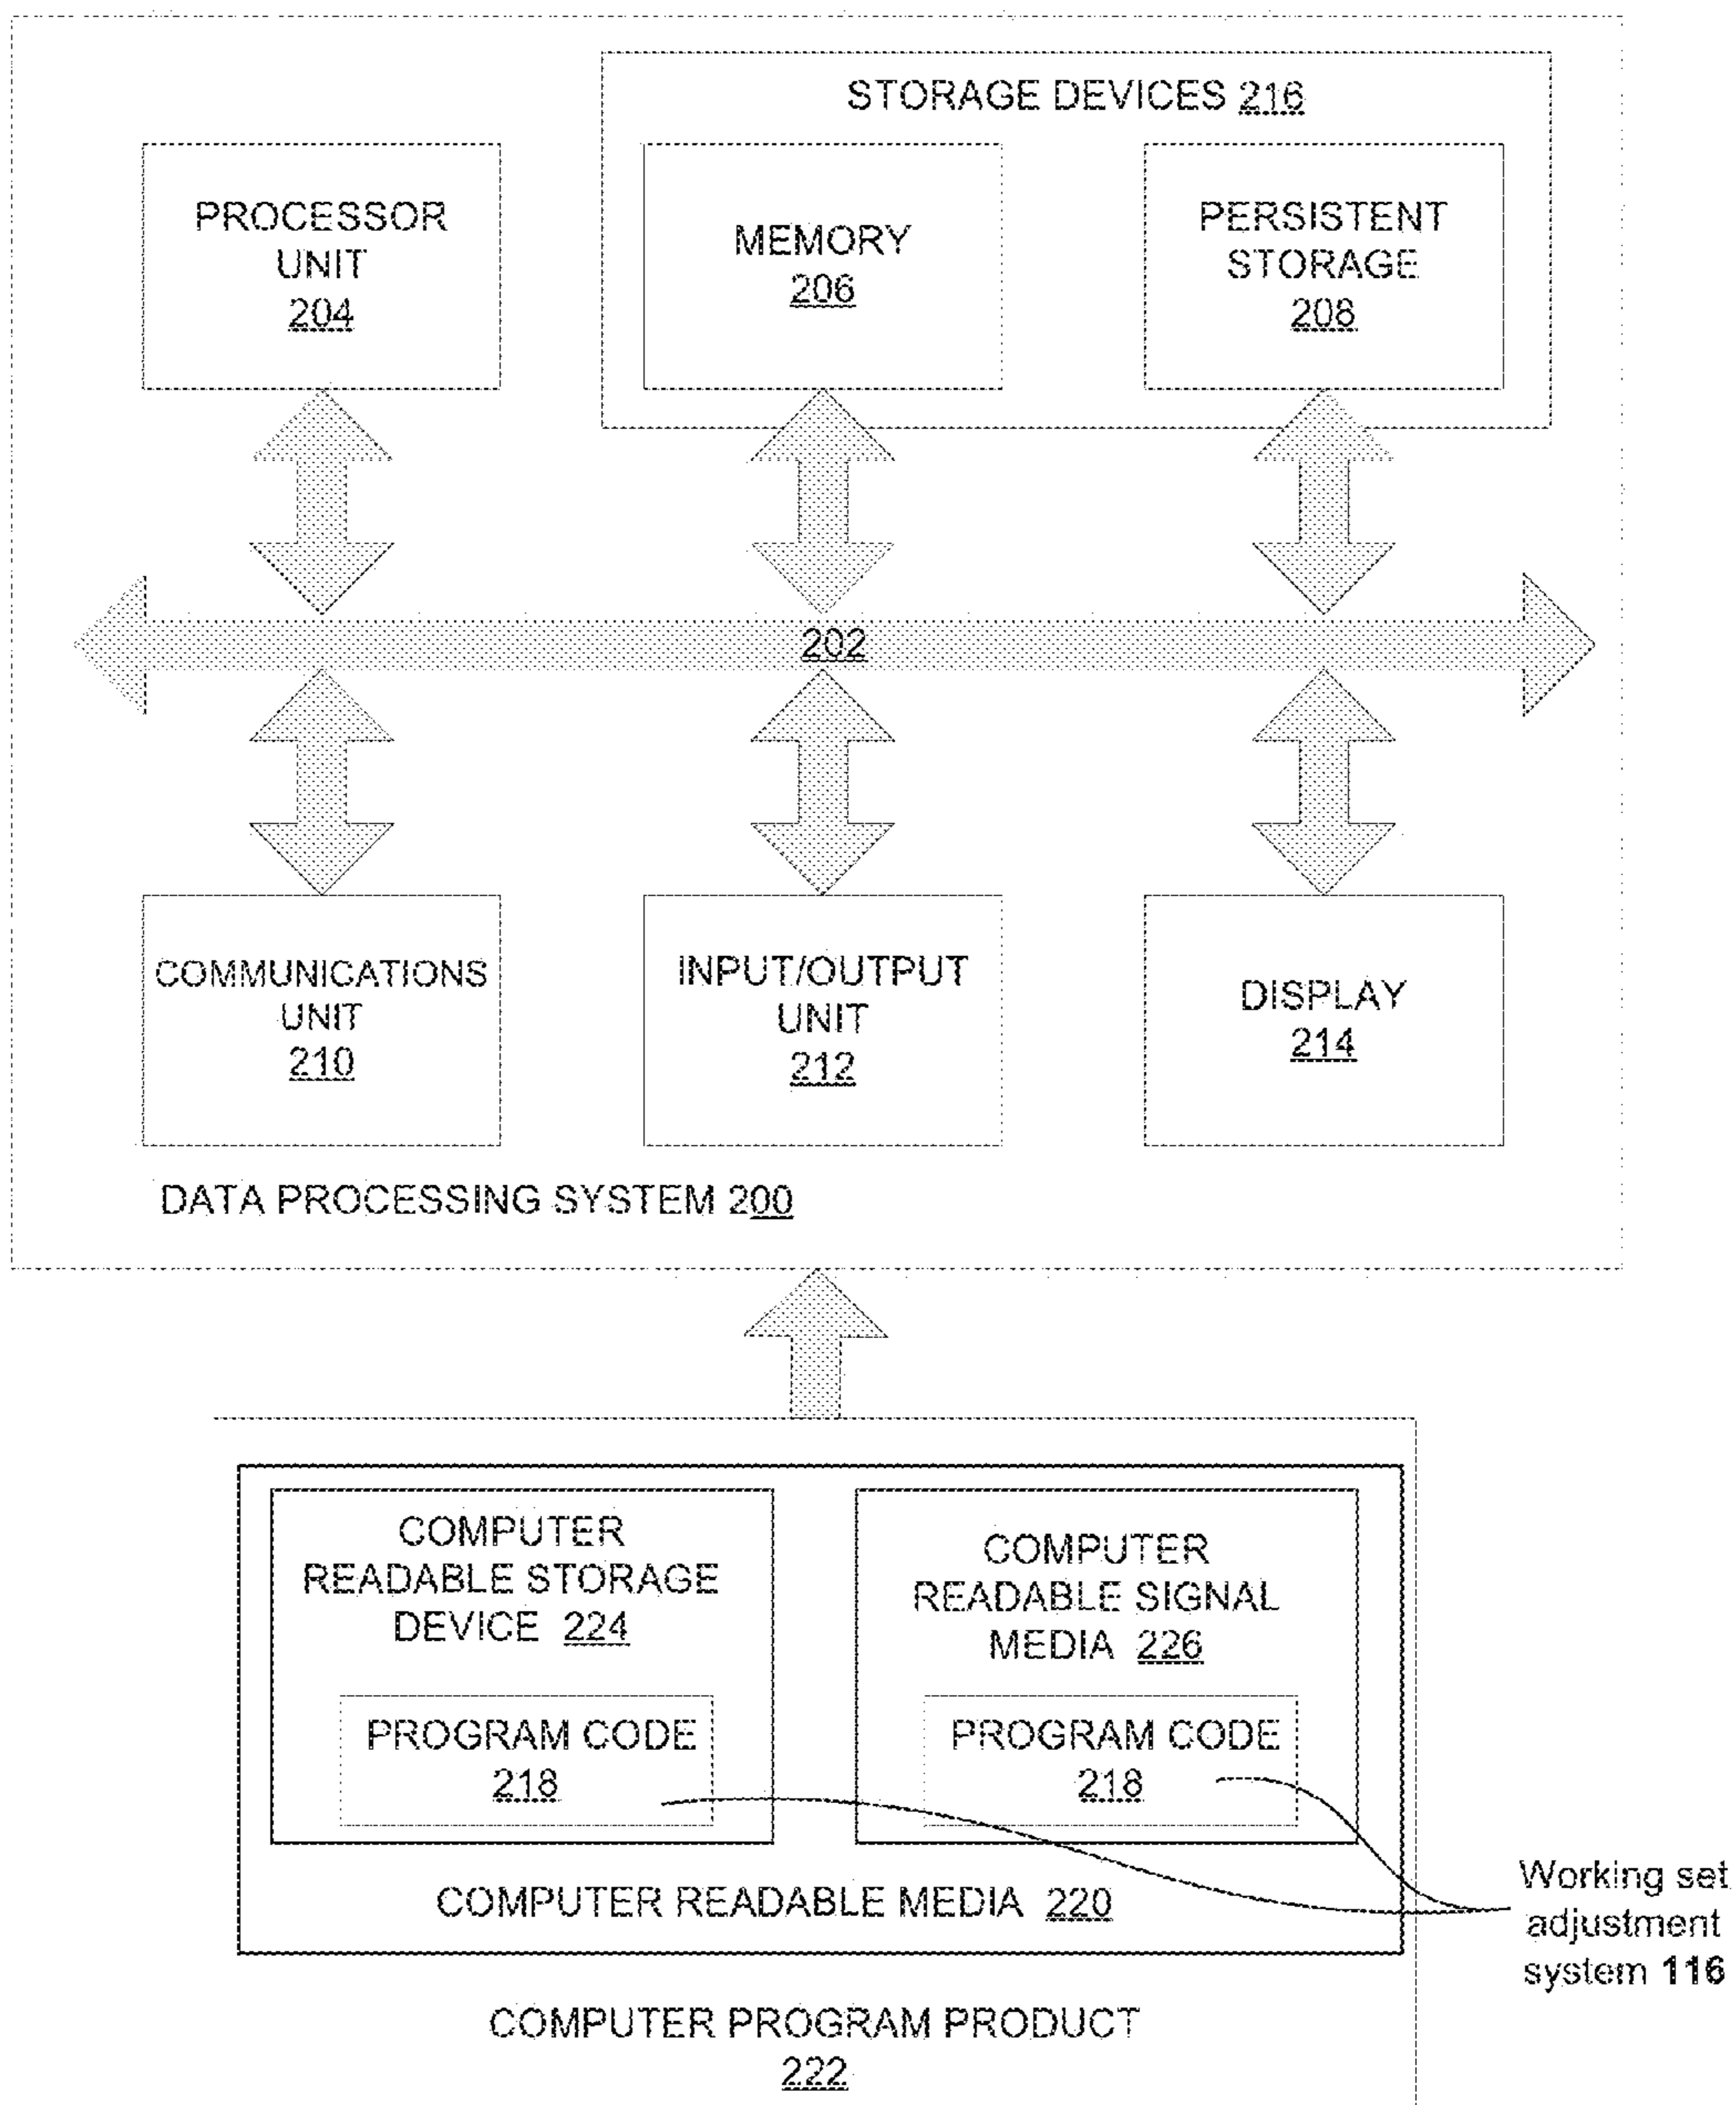 STORAGE DEVICES 216
PROCESSOR
UNIT
204
MEMORY
206
PERSISTENT
STORAGE
208
202
COMMUNICATIONS
UNIT
210
INPUT/OUTPUT
UNIT
212
DISPLAY
214
DATA PROCESSING SYSTEM 200
COMPUTER
READABLE STORAGE
DEVICE 224
PROGRAM CODE
218
COMPUTER
READABLE SIGNAL
MEDIA 226
PROGRAM CODE
218
COMPUTER READABLE MEDIA 220
Working set
adjustment
system 116
COMPUTER PROGRAM PRODUCT
222